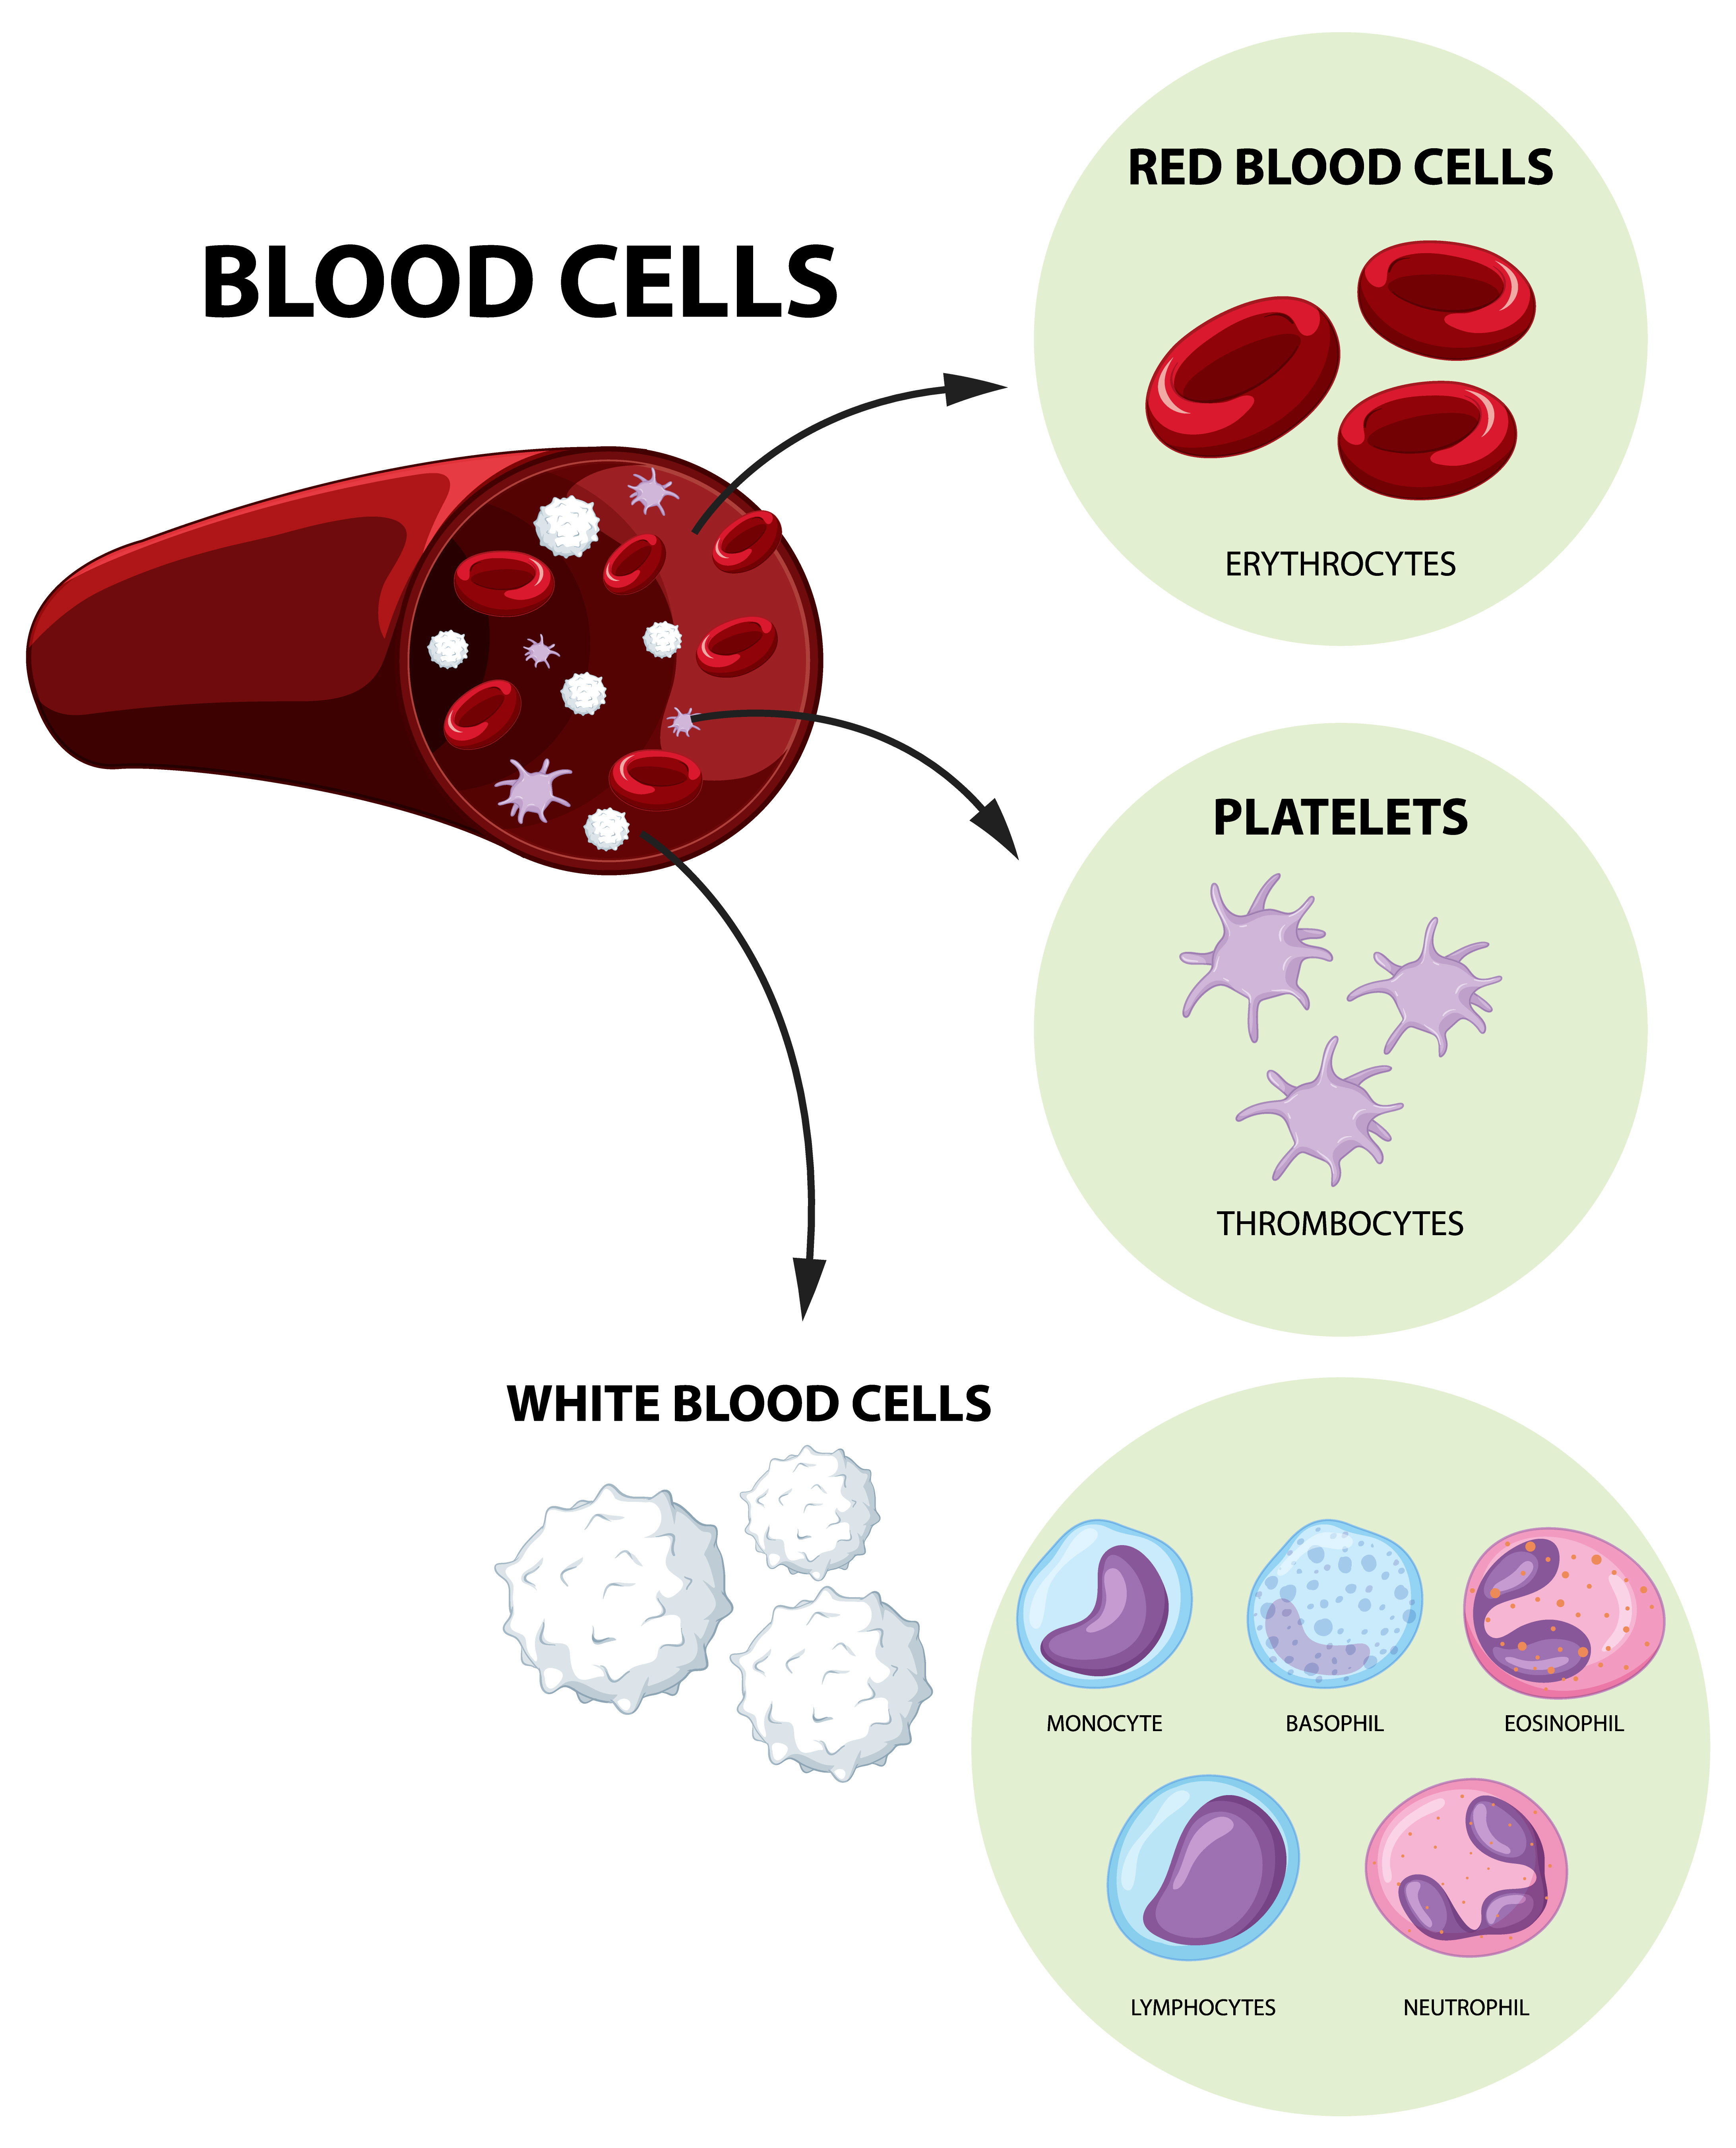 BLOOD CELLS
RED BLOOD CELLS
ERYTHROCYTES
PLATELETS
THROMBOCYTES
WHITE BLOOD CELLS
MONOCYTE
BASOPHIL
EOSINOPHIL
LYMPHOCYTES
NEUTROPHIL